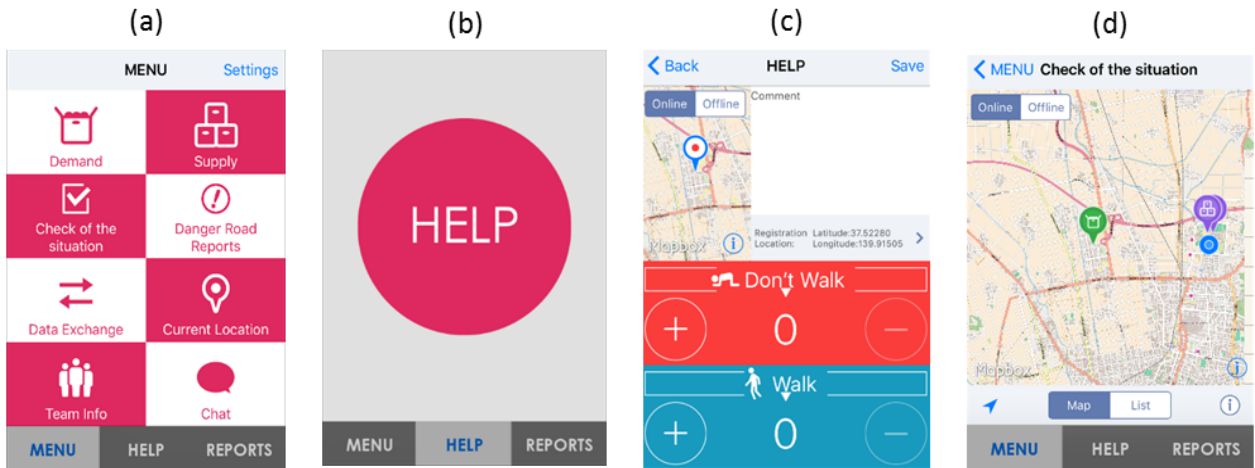 (a)
MENU Settings
Demand Supply
Check of the
situation
Danger Road
Reports
Data Exchange Current Location
Team Info Chat
MENU HELP REPORTS
(b)
HELP
MENU HELP REPORTS
(c)
Back HELP Save
Online Offline
Comment
Mapbox
Registration Latitude:37.52280
Location: Longitude:139.91505
Don't Walk
0
Walk
0
(d)
MENU Check of the situation
Online Offline
Mapbox
Map List
MENU HELP REPORTS